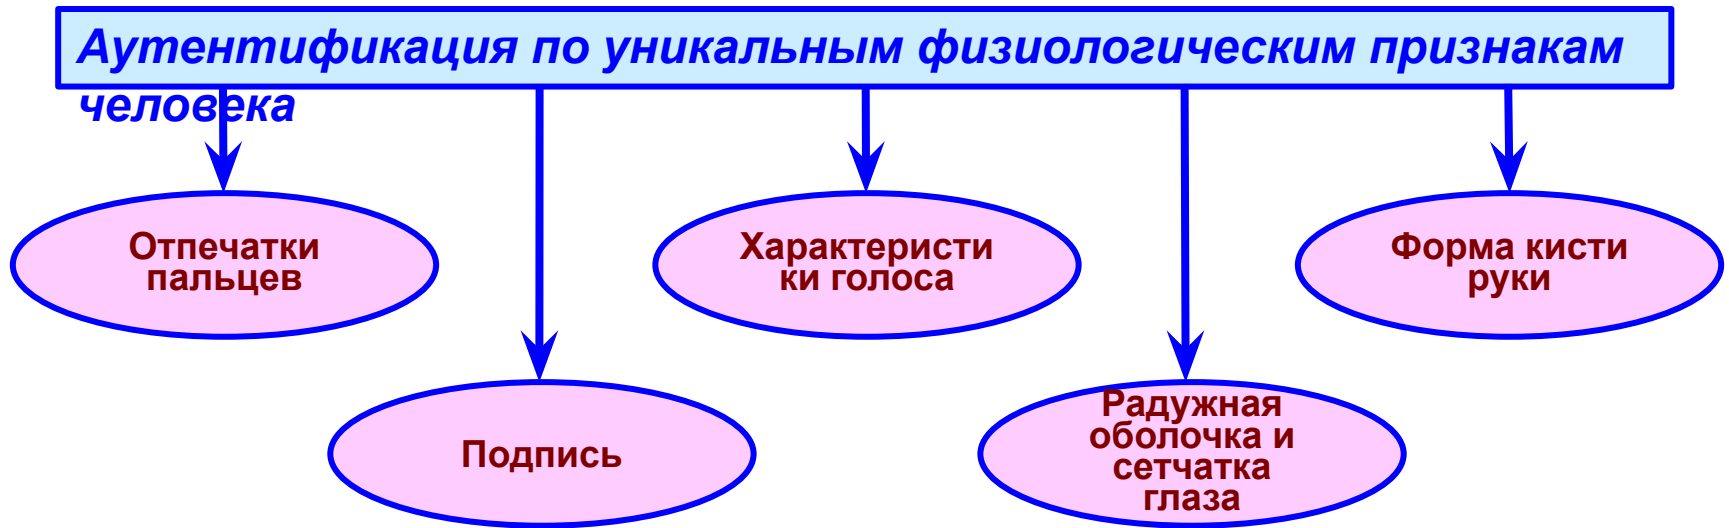 Аутентификация по уникальным физиологическим признакам
человека
Отпечатки
пальцев
Характеристи
ки голоса
Форма кисти
руки
Подпись
Радужная
оболочка и
сетчатка
глаза